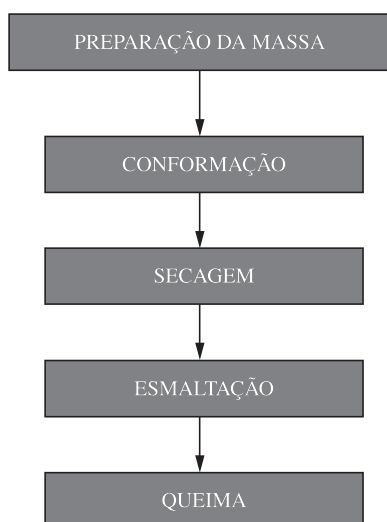 PREPARAÇÃO DA MASSA
CONFORMAÇÃO
SECAGEM
ESMALTAÇÃO
QUEIMA